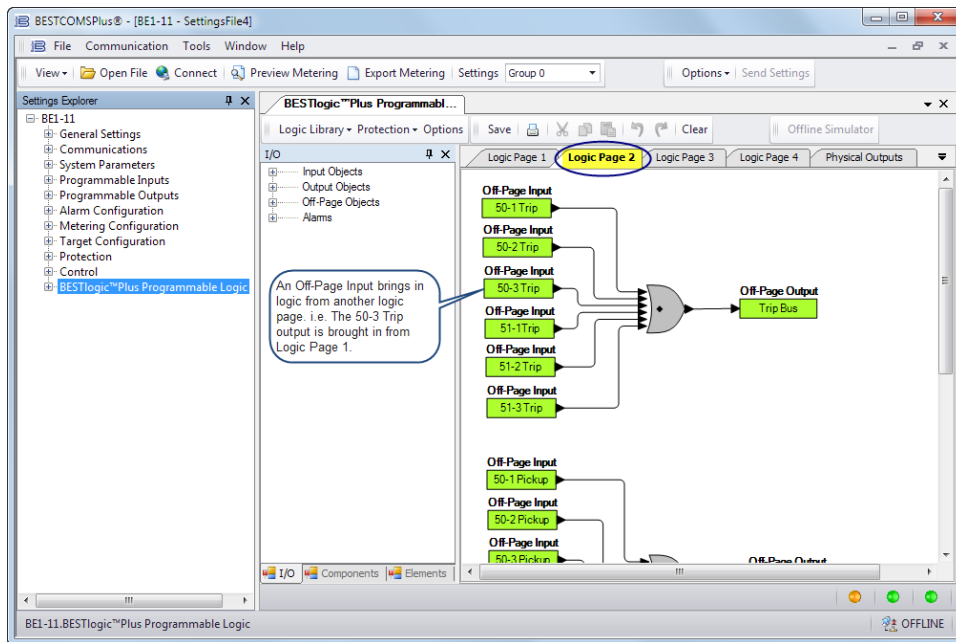 BESTCOMSPlus® - [BE1-11 - SettingsFile4]
File Communication Tools Window Help
View Open File Connect Preview Metering Export Metering Settings Group 0 Options Send Settings
Settings Explorer
BE1-11
General Settings
Communications
System Parameters
Programmable Inputs
Programmable Outputs
Alarm Configuration
Metering Configuration
Target Configuration
Protection
Control
BESTlogic™Plus Programmable Logic
BESTlogic™Plus Programmabl...
Logic Library Protection Options Save Clear Offline Simulator
I/O
Input Objects
Output Objects
Off-Page Objects
Alarms
An Off-Page Input brings in
logic from another logic
page. i.e. The 50-3 Trip
output is brought in from
Logic Page 1.
I/O Components Elements
Logic Page 1 Logic Page 2 Logic Page 3 Logic Page 4 Physical Outputs
Off-Page Input
50-1 Trip
Off-Page Input
50-2 Trip
Off-Page Input
50-3 Trip
Off-Page Input
51-1Trip
Off-Page Input
51-2 Trip
Off-Page Input
51-3 Trip
Off-Page Output
Trip Bus
Off-Page Input
50-1 Pickup
Off-Page Input
50-2 Pickup
Off-Page Input
50-3 Pickup
Off-Page Output
BE1-11.BESTlogic™Plus Programmable Logic OFFLINE